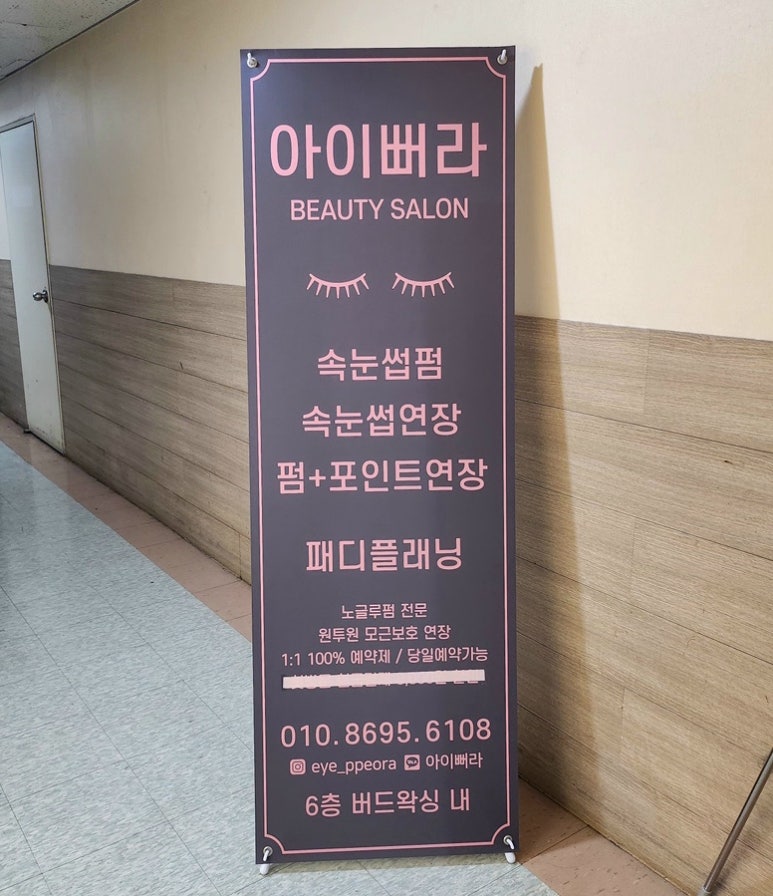 아이뻐라
BEAUTY SALON
속눈썹펌
속눈썹연장
펌+포인트연장
패디플래닝
노글루펌 전문
원투원 모근보호 연장
1:1 100% 예약제 / 당일예약가능
010.8695.6108
eye_ppeora 아이뻐라
6층 버드왁싱 내